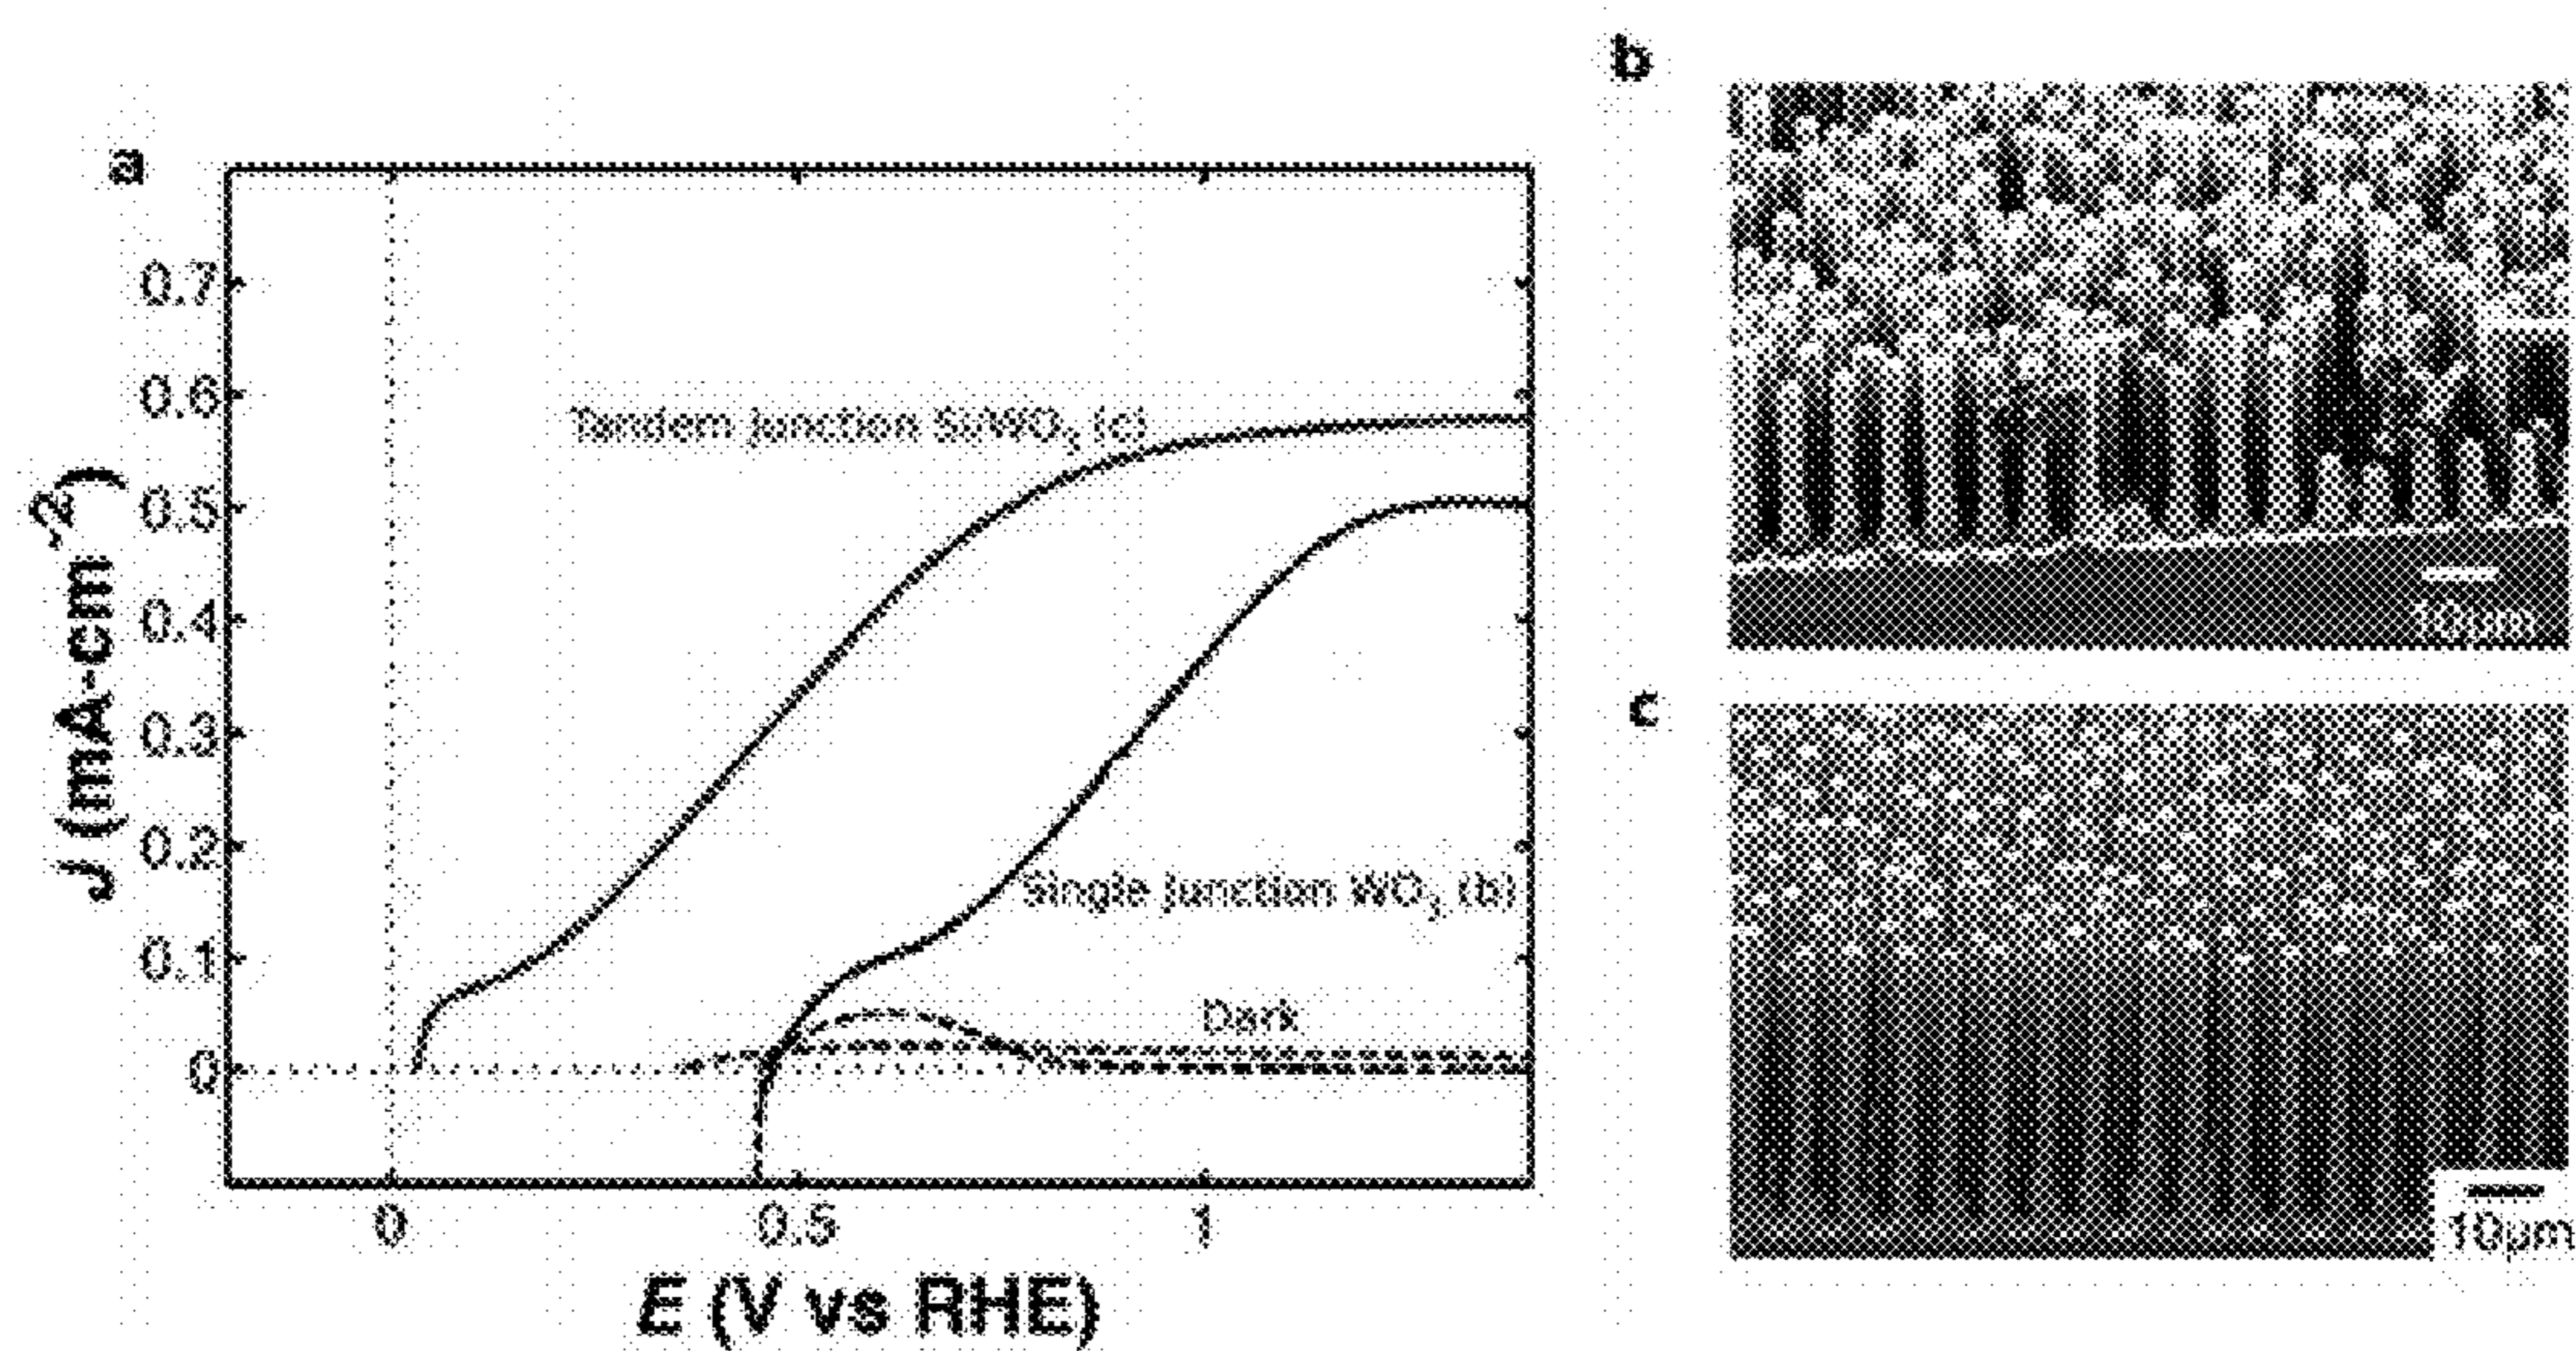 a
J (mA-cm-2)
0.7
0.6
0.5
0.4
0.3
0.2
0.1
0
Tandem Junction Si/WO3 (c)
Single Junction WO3 (b)
Dark
0 0.5 1
E (V vs RHE)
b
10μm
c
10μm